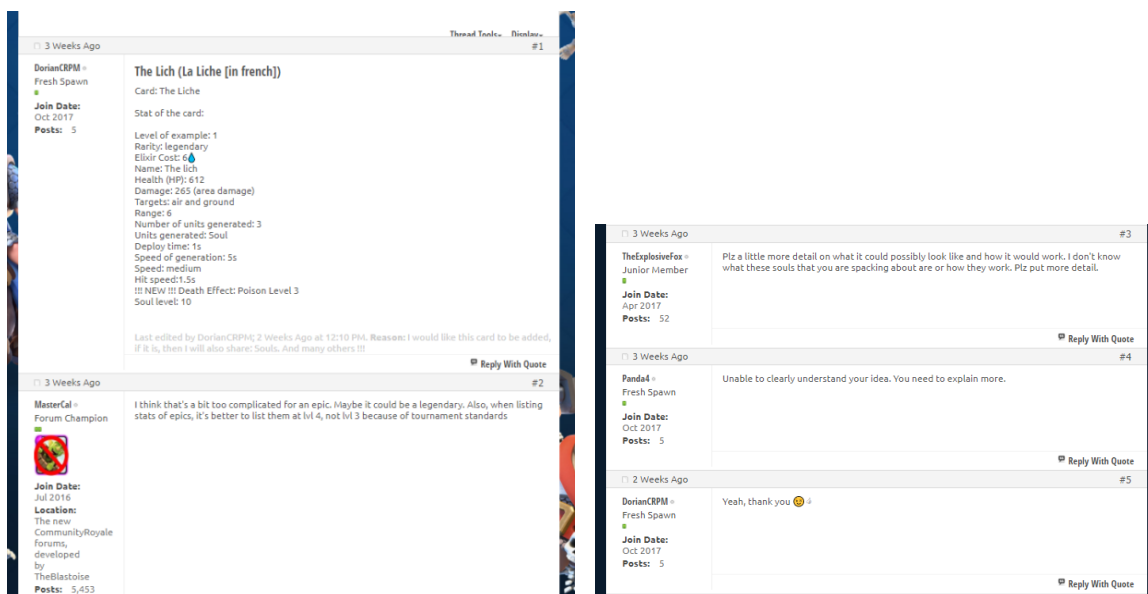 Thread Tools Display
3 Weeks Ago #1
DorianCRPM
Fresh Spawn
Join Date:
Oct 2017
Posts: 5
The Lich (La Liche [in french])
Card: The Liche
Stat of the card:
Level of example: 1
Rarity: legendary
Elixir Cost: 6💧
Name: The lich
Health (HP): 612
Damage: 265 (area damage)
Targets: air and ground
Range: 6
Number of units generated: 3
Units generated: Soul
Deploy time: 1s
Speed of generation: 5s
Speed: medium
Hit speed:1.5s
!!! NEW !!! Death Effect: Poison Level 3
Soul level: 10
Last edited by DorianCRPM; 2 Weeks Ago at 12:10 PM. Reason: I would like this card to be added,
if it is, then I will also share: Souls. And many others !!!
Reply With Quote
3 Weeks Ago #2
MasterCal
Forum Champion
Join Date:
Jul 2016
Location:
The new
CommunityRoyale
forums,
developed
by
TheBlastoise
Posts: 5,453
I think that's a bit too complicated for an epic. Maybe it could be a legendary. Also, when listing
stats of epics, it's better to list them at lvl 4, not lvl 3 because of tournament standards
3 Weeks Ago #3
TheExplosiveFox
Junior Member
Join Date:
Apr 2017
Posts: 52
Plz a little more detail on what it could possibly look like and how it would work. I don't know
what these souls that you are spacking about are or how they work. Plz put more detail.
Reply With Quote
3 Weeks Ago #4
Panda4
Fresh Spawn
Join Date:
Oct 2017
Posts: 5
Unable to clearly understand your idea. You need to explain more.
Reply With Quote
2 Weeks Ago #5
DorianCRPM
Fresh Spawn
Join Date:
Oct 2017
Posts: 5
Yeah, thank you 😉
Reply With Quote